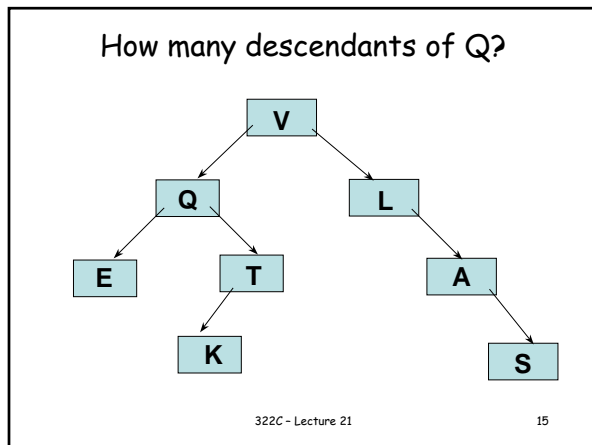 How many descendants of Q?
V
Q L
E T A
K S
322C – Lecture 21 15